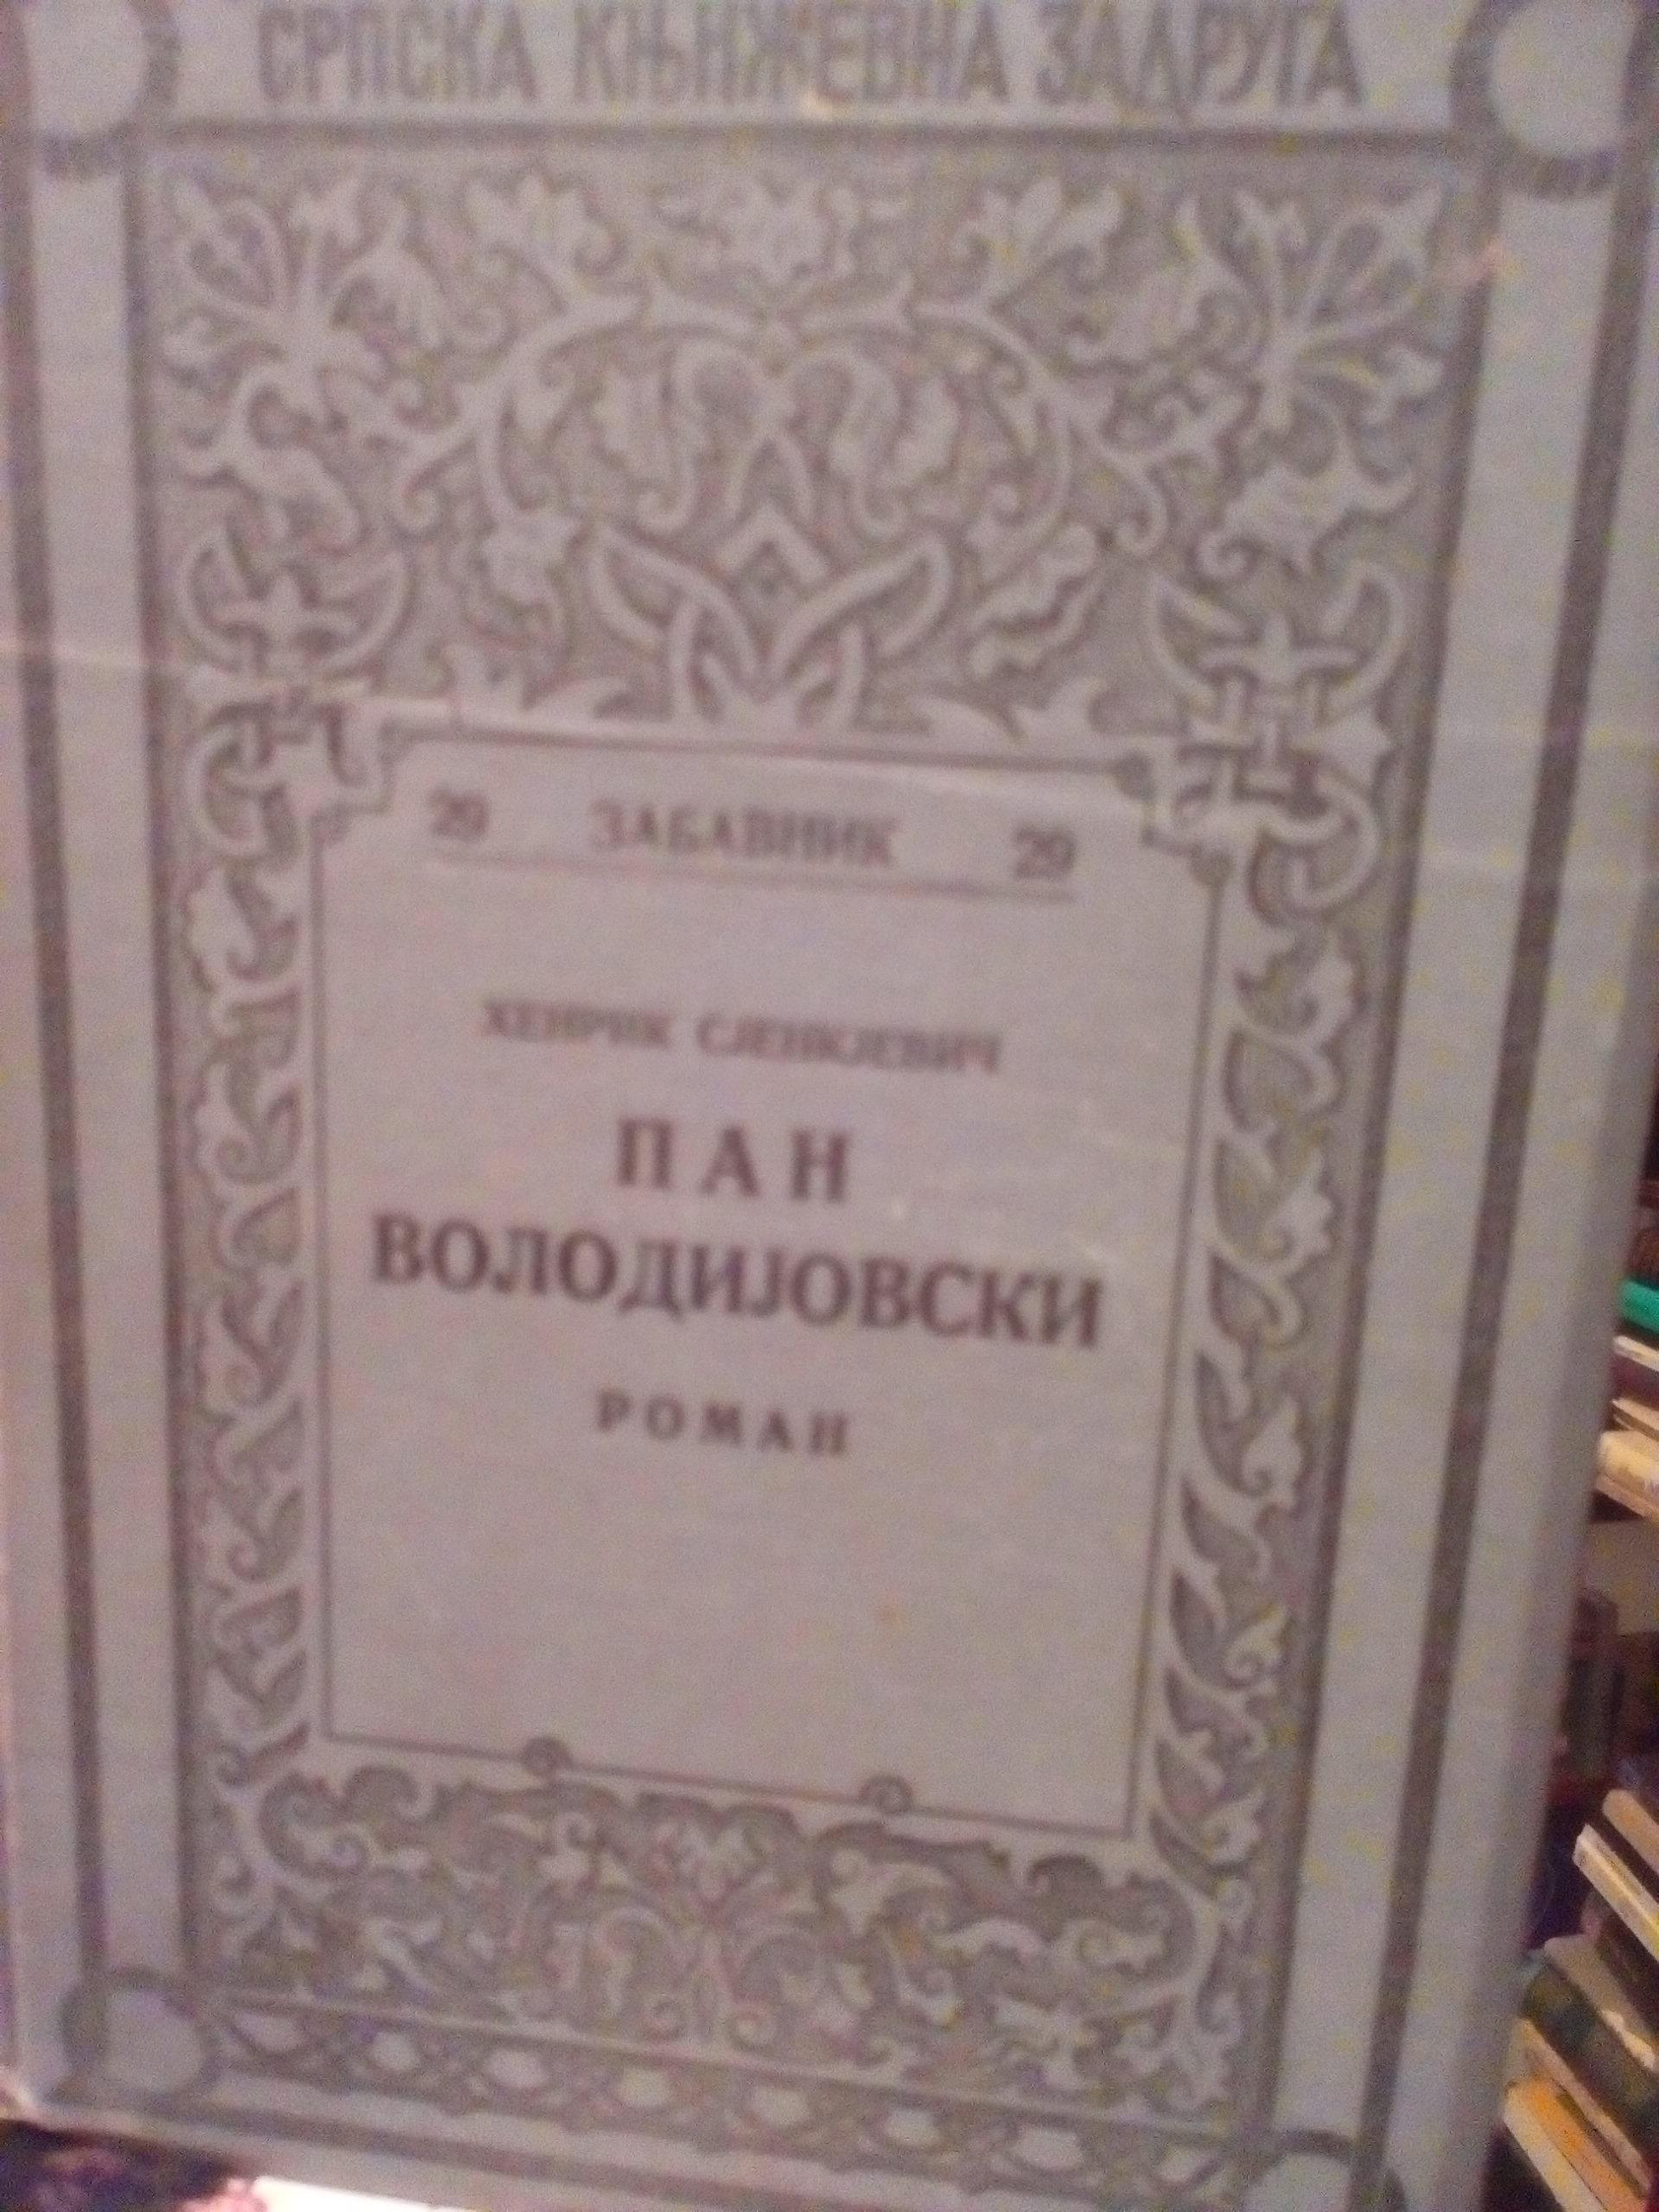 СРПСКА КЊИЖЕВНА ЗАДРУГА
29 ЗАБАВНИК 29
ХЕНРИК СЈЕНКЈЕВИЧ
ПАН
ВОЛОДИЈОВСКИ
РОМАН